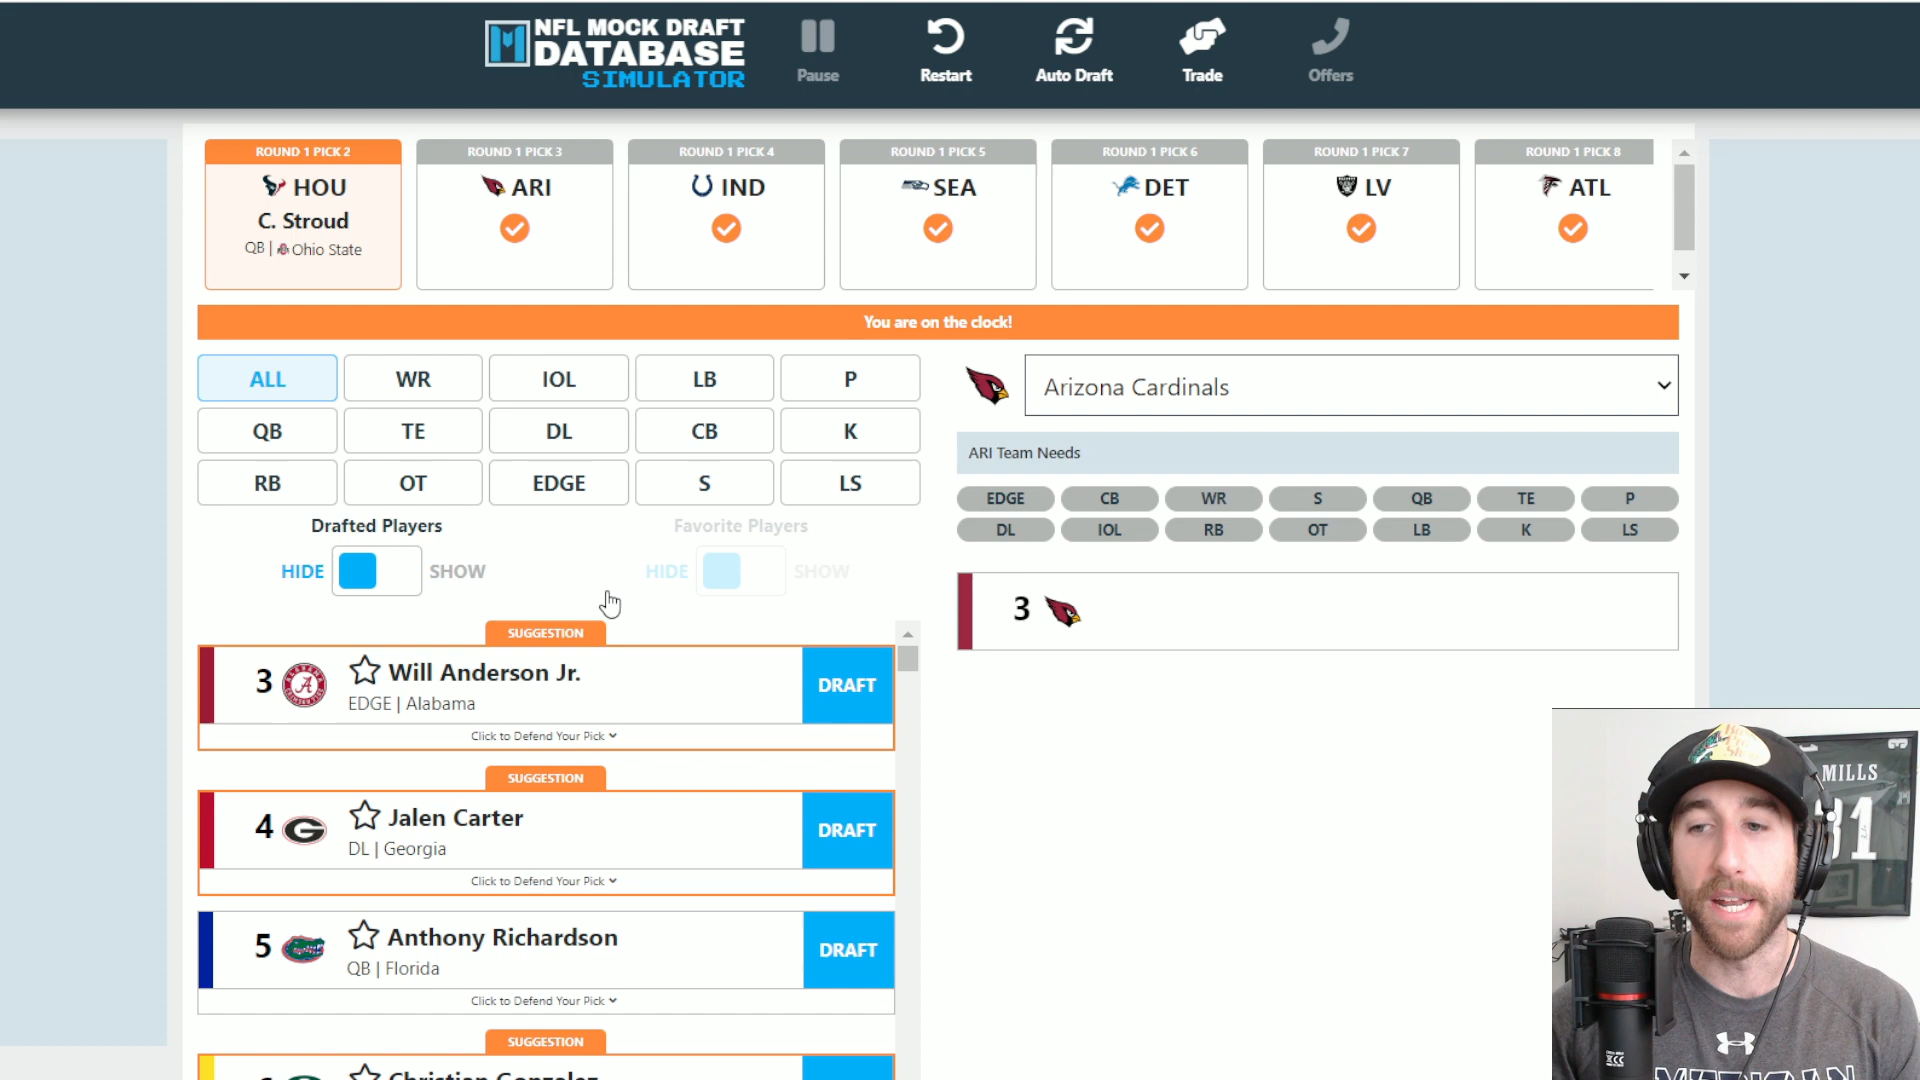 NFL MOCK DRAFT
DATABASE
SIMULATOR
Pause
Restart
Auto Draft
Trade
Offers
ROUND 1 PICK 2
HOU
C. Stroud
QB | Ohio State
ROUND 1 PICK 3
ARI
ROUND 1 PICK 4
IND
ROUND 1 PICK 5
SEA
ROUND 1 PICK 6
DET
ROUND 1 PICK 7
LV
ROUND 1 PICK 8
ATL
You are on the clock!
ALL WR IOL LB P
QB TE DL CB K
RB OT EDGE S LS
Drafted Players
HIDE SHOW
Favorite Players
HIDE SHOW
Arizona Cardinals
ARI Team Needs
EDGE CB WR S QB TE P
DL IOL RB OT LB K LS
3
SUGGESTION
3 Will Anderson Jr.
EDGE | Alabama
DRAFT
Click to Defend Your Pick
SUGGESTION
4 Jalen Carter
DL | Georgia
DRAFT
Click to Defend Your Pick
5 Anthony Richardson
QB | Florida
DRAFT
Click to Defend Your Pick
SUGGESTION
Christian Gonzalez
MILLS
31